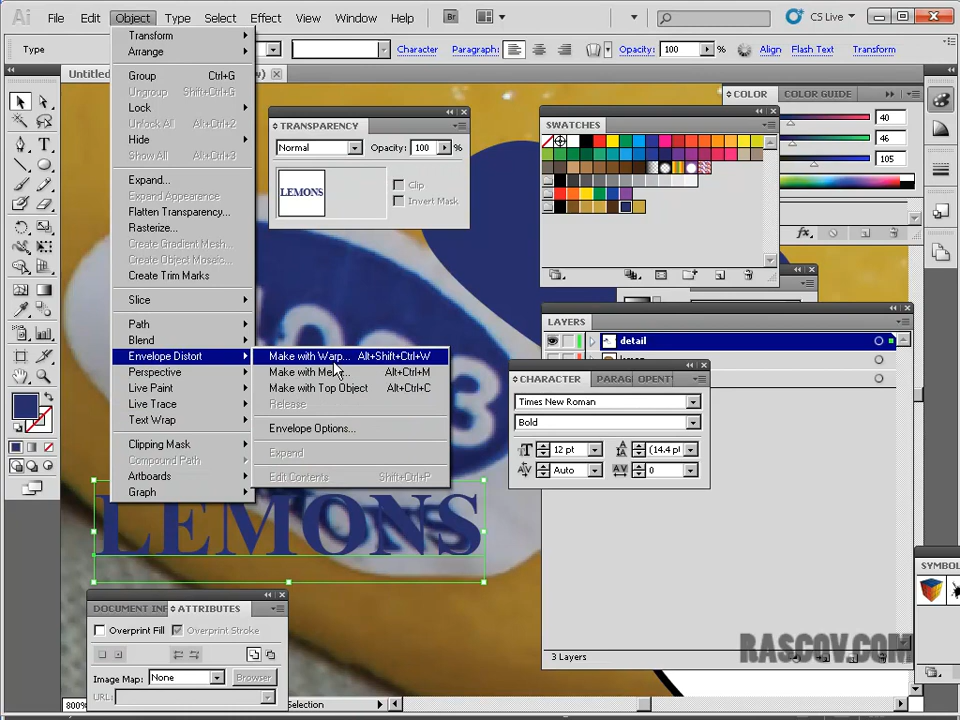 Ai File Edit Object Type Select Effect View Window Help Br CS Live
Type Character Paragraph: Opacity: 100 % Align Flash Text Transform
Untitled
Transform
Arrange
Group Ctrl+G
Ungroup Shift+Ctrl+G
Lock
Unlock All Alt+Ctrl+2
Hide
Show All Alt+Ctrl+3
Expand...
Expand Appearance
Flatten Transparency...
Rasterize...
Create Gradient Mesh...
Create Object Mosaic...
Create Trim Marks
Slice
Path
Blend
Envelope Distort
Perspective
Live Paint
Live Trace
Text Wrap
Clipping Mask
Compound Path
Artboards
Graph
Make with Warp... Alt+Shift+Ctrl+W
Make with Mesh... Alt+Ctrl+M
Make with Top Object Alt+Ctrl+C
Release
Envelope Options...
Expand
Edit Contents Shift+Ctrl+P
TRANSPARENCY
Normal Opacity: 100 %
LEMONS
Clip
Invert Mask
SWATCHES
COLOR COLOR GUIDE
40
46
105
fx
LAYERS
detail
3 Layers
CHARACTER PARAG OPENT
Times New Roman
Bold
12 pt (14.4 pl
Auto 0
LEMONS
DOCUMENT INF ATTRIBUTES
Overprint Fill Overprint Stroke
Image Map: None Browser...
URL:
800% Selection
SYMBOL
RASCOV.COM